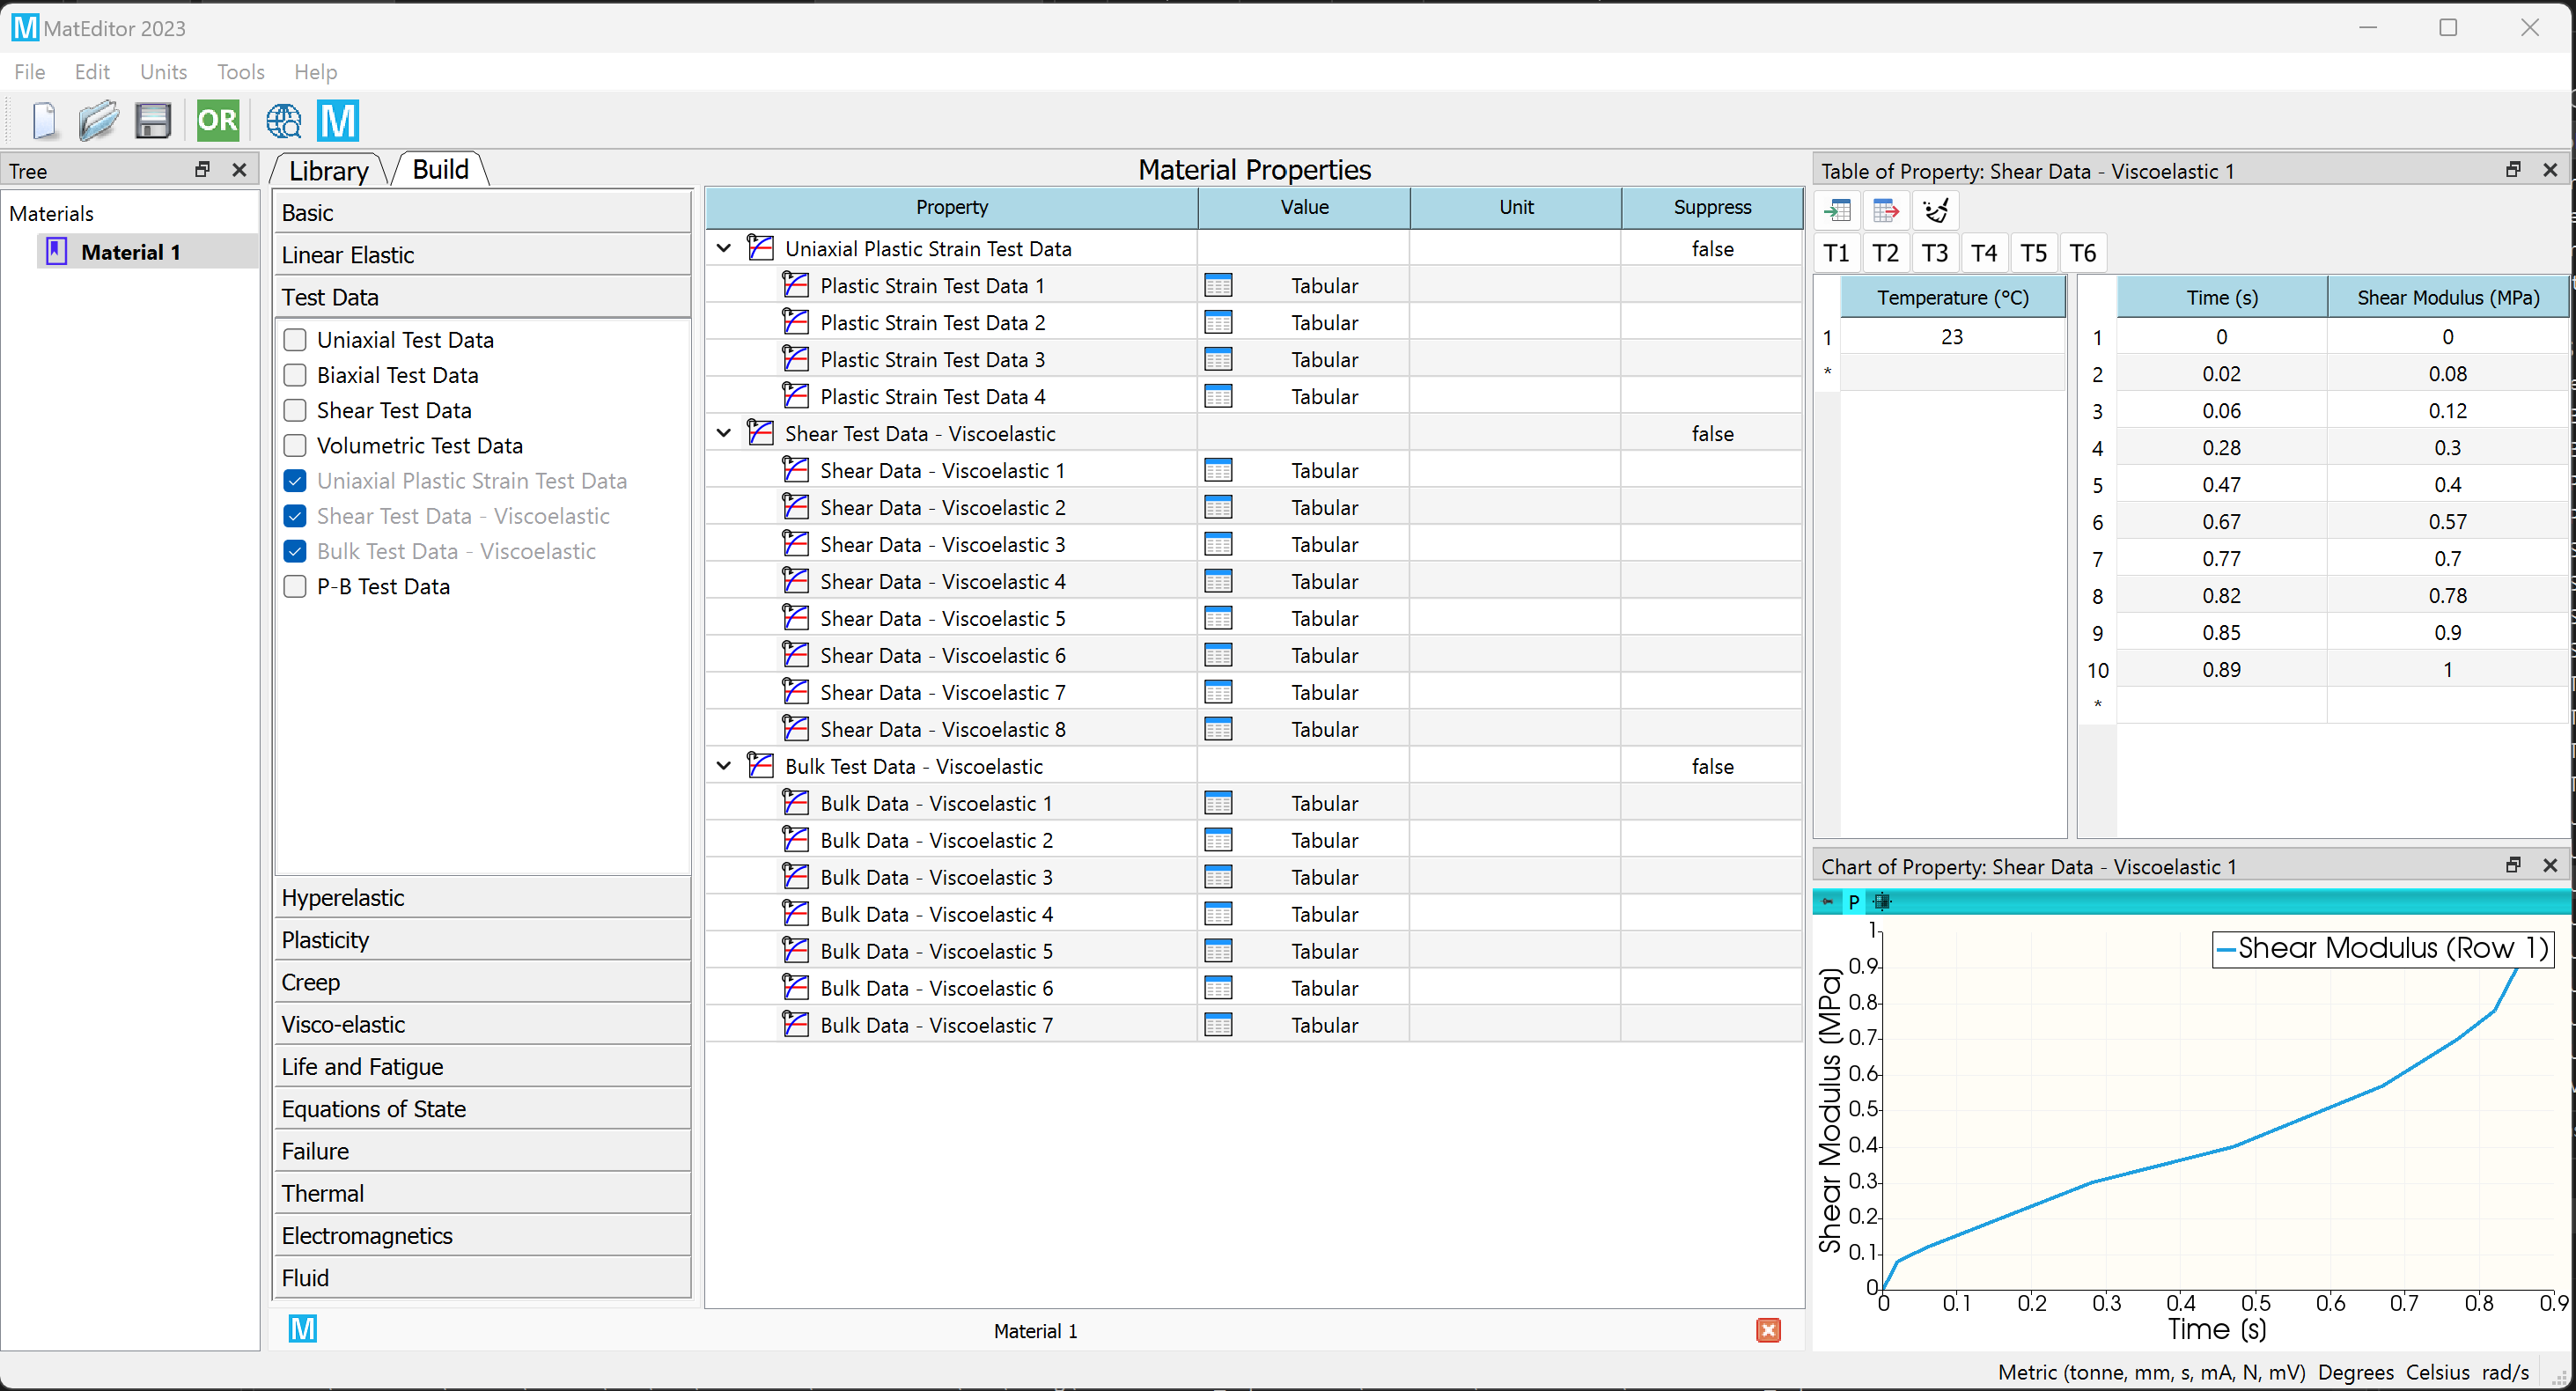 M MatEditor 2023
File Edit Units Tools Help
OR M
Tree
Materials
Material 1
Library Build
Basic
Linear Elastic
Test Data
Uniaxial Test Data
Biaxial Test Data
Shear Test Data
Volumetric Test Data
Uniaxial Plastic Strain Test Data
Shear Test Data - Viscoelastic
Bulk Test Data - Viscoelastic
P-B Test Data
Hyperelastic
Plasticity
Creep
Visco-elastic
Life and Fatigue
Equations of State
Failure
Thermal
Electromagnetics
Fluid
Material Properties
Property Value Unit Suppress
Uniaxial Plastic Strain Test Data false
Plastic Strain Test Data 1 Tabular
Plastic Strain Test Data 2 Tabular
Plastic Strain Test Data 3 Tabular
Plastic Strain Test Data 4 Tabular
Shear Test Data - Viscoelastic false
Shear Data - Viscoelastic 1 Tabular
Shear Data - Viscoelastic 2 Tabular
Shear Data - Viscoelastic 3 Tabular
Shear Data - Viscoelastic 4 Tabular
Shear Data - Viscoelastic 5 Tabular
Shear Data - Viscoelastic 6 Tabular
Shear Data - Viscoelastic 7 Tabular
Shear Data - Viscoelastic 8 Tabular
Bulk Test Data - Viscoelastic false
Bulk Data - Viscoelastic 1 Tabular
Bulk Data - Viscoelastic 2 Tabular
Bulk Data - Viscoelastic 3 Tabular
Bulk Data - Viscoelastic 4 Tabular
Bulk Data - Viscoelastic 5 Tabular
Bulk Data - Viscoelastic 6 Tabular
Bulk Data - Viscoelastic 7 Tabular
M Material 1
Table of Property: Shear Data - Viscoelastic 1
T1 T2 T3 T4 T5 T6
Temperature (°C)
1 23
*
Time (s) Shear Modulus (MPa)
1 0 0
2 0.02 0.08
3 0.06 0.12
4 0.28 0.3
5 0.47 0.4
6 0.67 0.57
7 0.77 0.7
8 0.82 0.78
9 0.85 0.9
10 0.89 1
*
Chart of Property: Shear Data - Viscoelastic 1
P
Shear Modulus (Row 1)
Shear Modulus (MPa)
1
0.9
0.8
0.7
0.6
0.5
0.4
0.3
0.2
0.1
0
0 0.1 0.2 0.3 0.4 0.5 0.6 0.7 0.8 0.9
Time (s)
Metric (tonne, mm, s, mA, N, mV) Degrees Celsius rad/s